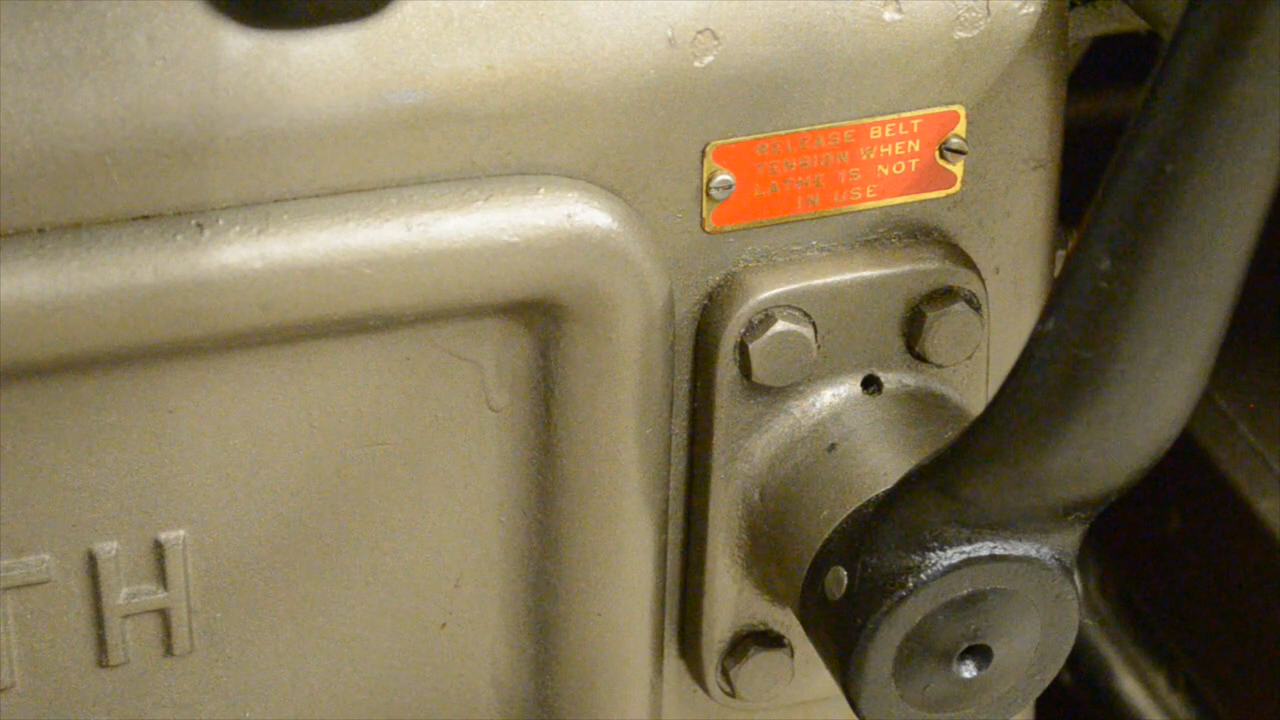 RELEASE BELT
TENSION WHEN
LATHE IS NOT
IN USE
TH